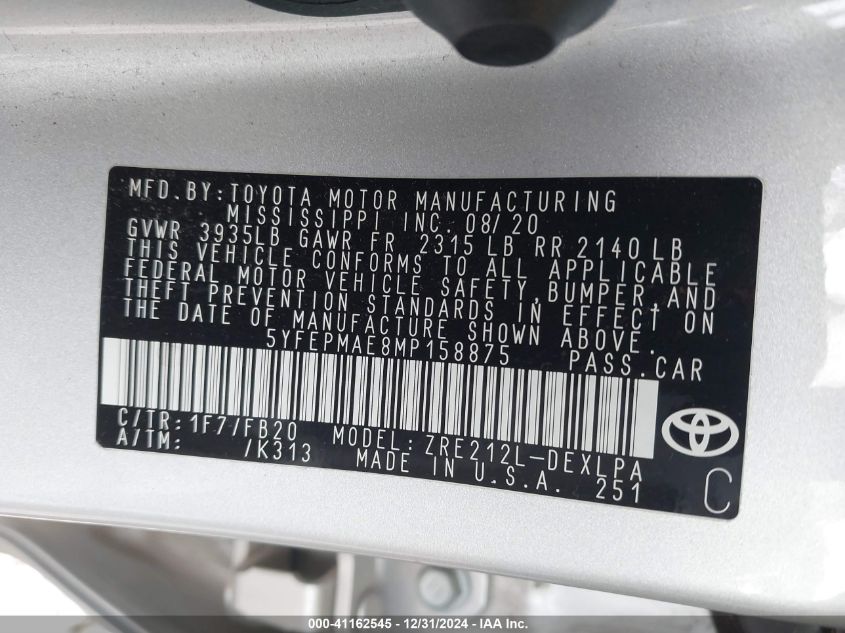 MFD.BY:TOYOTA MOTOR MANUFACTURING
MISSISSIPPI INC. 08/20
GVWR 3935LB GAWR FR 2315 LB RR 2140 LB
THIS VEHICLE CONFORMS TO ALL APPLICABLE
FEDERAL MOTOR VEHICLE SAFETY,BUMPER,AND
THEFT PREVENTION STANDARDS IN EFFECT ON
THE DATE OF MANUFACTURE SHOWN ABOVE.
5YFEPMAE8MP158875 PASS.CAR
C/TR:1F7/FB20 MODEL:ZRE212L-DEXLPA
A/TM: /K313 MADE IN U.S.A. 251
C
000-41162545 - 12/31/2024 - IAA Inc.